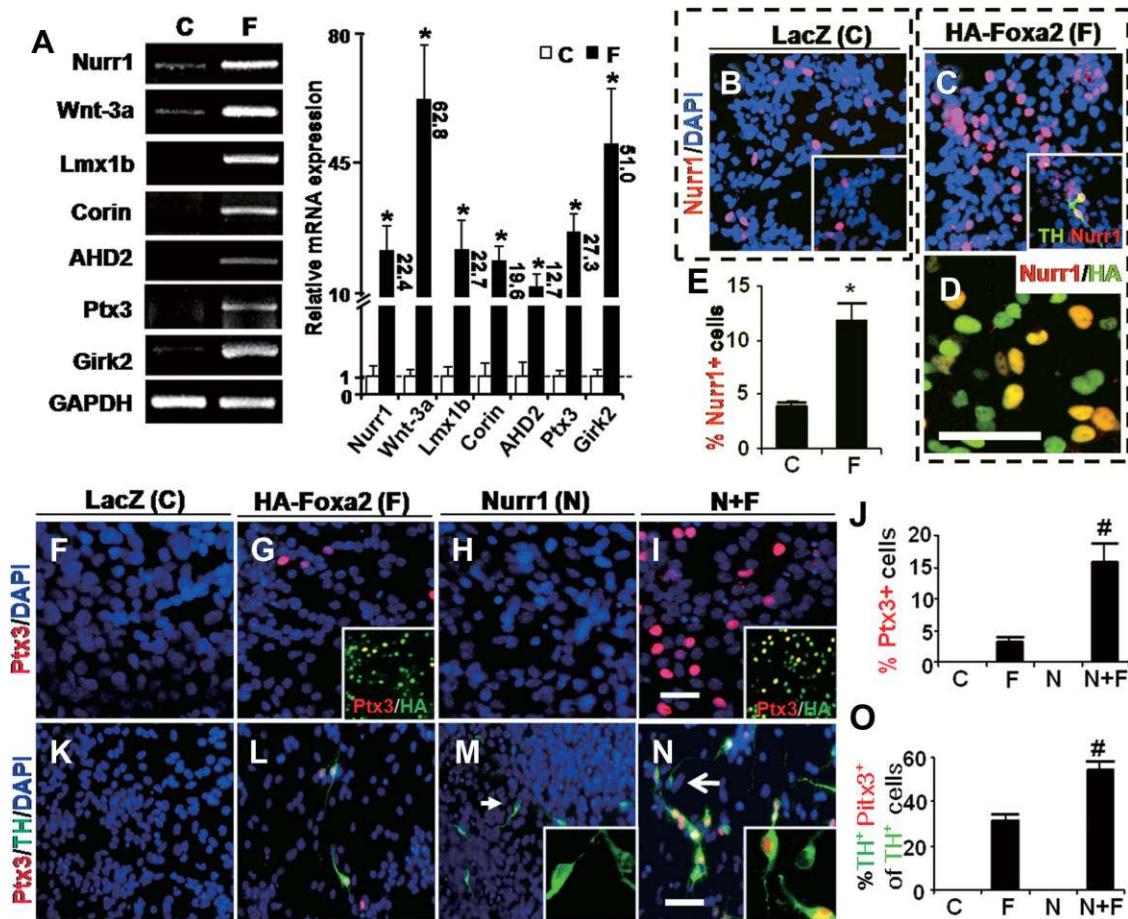 A
C F
Nurr1
Wnt-3a
Lmx1b
Corin
AHD2
Ptx3
Girk2
GAPDH
Relative mRNA expression
80
45
10
1
0
C F
* * * * * * *
22.4
62.8
22.7
19.6
12.7
27.3
51.0
Nurr1
Wnt-3a
Lmx1b
Corin
AHD2
Ptx3
Girk2
LacZ (C)
HA-Foxa2 (F)
Nurr1/DAPI
B
C
TH Nurr1
D
Nurr1/HA
E
% Nurr1+ cells
15
10
5
0
*
C F
LacZ (C)
HA-Foxa2 (F)
Nurr1 (N)
N+F
Ptx3/DAPI
F
G
Ptx3/HA
H
I
Ptx3/HA
J
% Ptx3+ cells
20
15
10
5
0
#
C F N N+F
Ptx3/TH/DAPI
K
L
M
N
O
%TH+ Pitx3+
of TH+ cells
60
40
20
0
#
C F N N+F